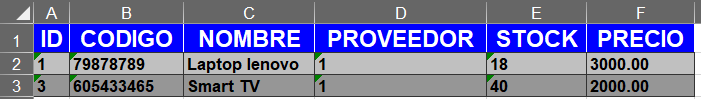 A B C D E F
1 ID CODIGO NOMBRE PROVEEDOR STOCK PRECIO
2 1 79878789 Laptop lenovo 1 18 3000.00
3 3 605433465 Smart TV 1 40 2000.00